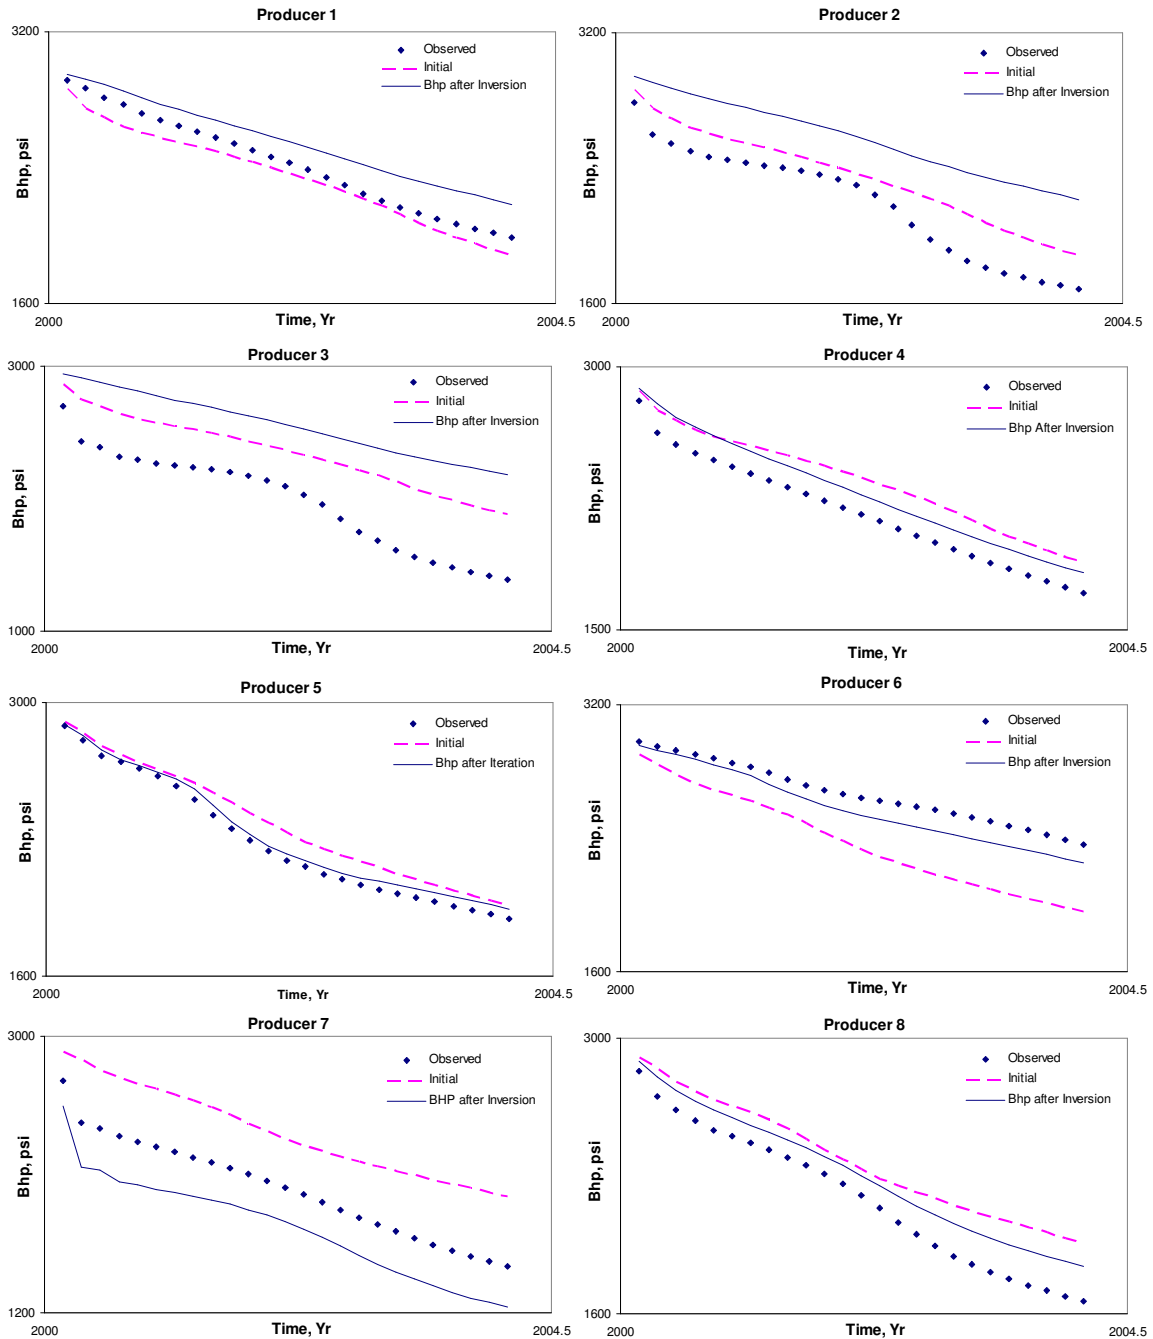 Producer 1
3200
Observed
Initial
Bhp after Inversion
Bhp, psi
1600
2000
Time, Yr
2004.5
Producer 2
3200
Observed
Initial
Bhp after Inversion
Bhp, psi
1600
2000
Time, Yr
2004.5
Producer 3
3000
Observed
Initial
Bhp after Inversion
Bhp, psi
1000
2000
Time, Yr
2004.5
Producer 4
3000
Observed
Initial
Bhp After Inversion
Bhp, psi
1500
2000
Time, Yr
2004.5
Producer 5
3000
Observed
Initial
Bhp after Iteration
Bhp, psi
1600
2000
Time, Yr
2004.5
Producer 6
3200
Observed
Initial
Bhp after Inversion
Bhp, psi
1600
2000
Time, Yr
2004.5
Producer 7
3000
Observed
Initial
BHP after Inversion
Bhp, psi
1200
2000
Time, Yr
2004.5
Producer 8
3000
Observed
Initial
Bhp after Inversion
Bhp, psi
1600
2000
Time, Yr
2004.5